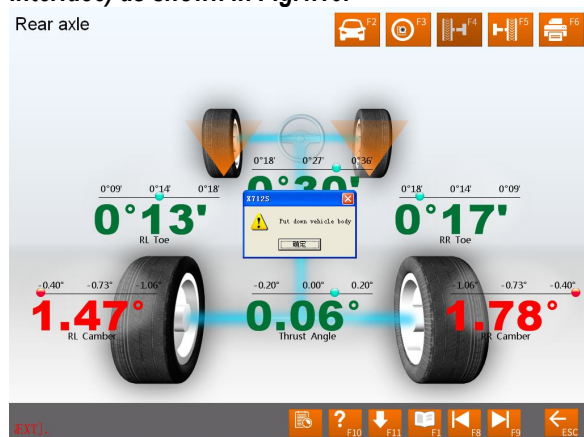 Rear axle
F2
F3
F4
F5
F6
0°18' 0°27' 0°36'
0°30'
0°09' 0°14' 0°18'
0°13'
RL Toe
0°18' 0°14' 0°09'
0°17'
RR Toe
X712S
Put down vehicle body
确定
-0.40° -0.73° -1.06°
1.47°
RL Camber
-0.20° 0.00° 0.20°
0.06°
Thrust Angle
-1.06° -0.73° -0.40°
1.78°
RR Camber
?
F10
F11
F1
F8
F9
ESC